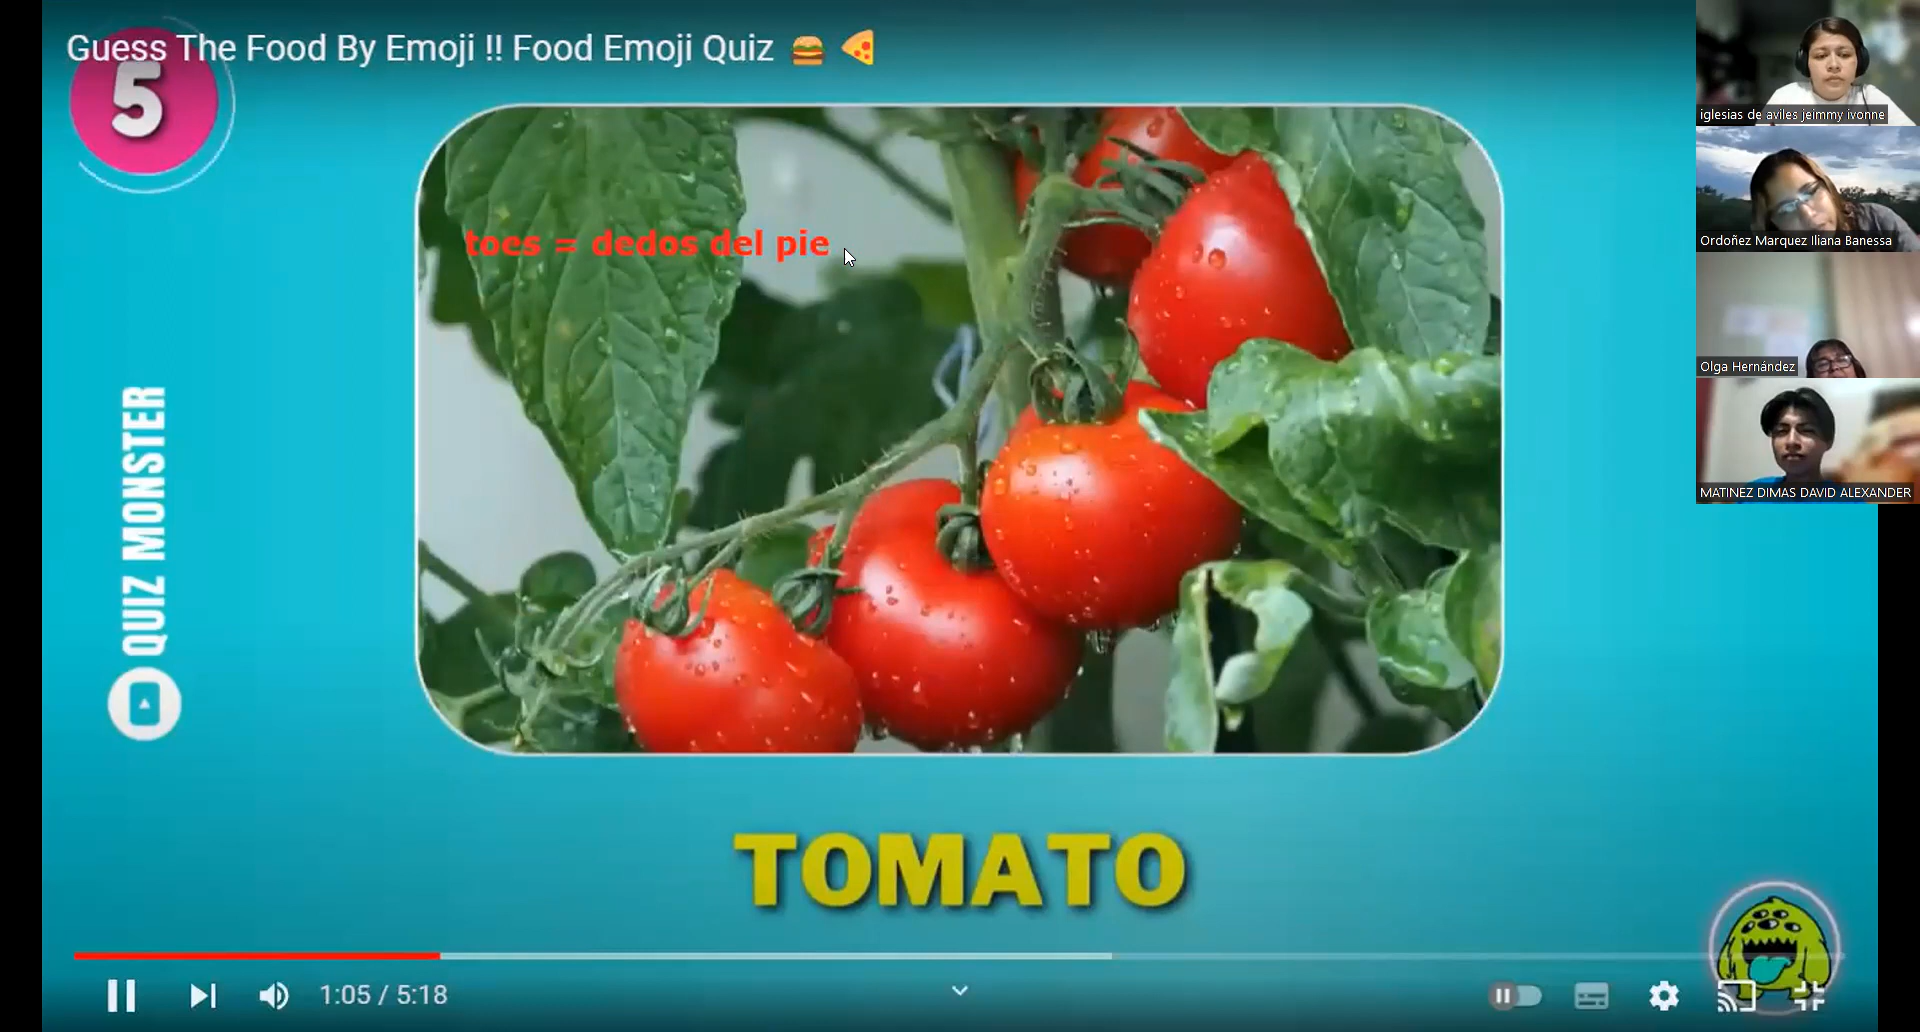 Guess The Food By Emoji !! Food Emoji Quiz 🍔 🍕
5
toes = dedos del pie
QUIZ MONSTER
TOMATO
1:05 / 5:18
iglesias de aviles jeimmy ivonne
Ordoñez Marquez Iliana Banessa
Olga Hernández
MATINEZ DIMAS DAVID ALEXANDER